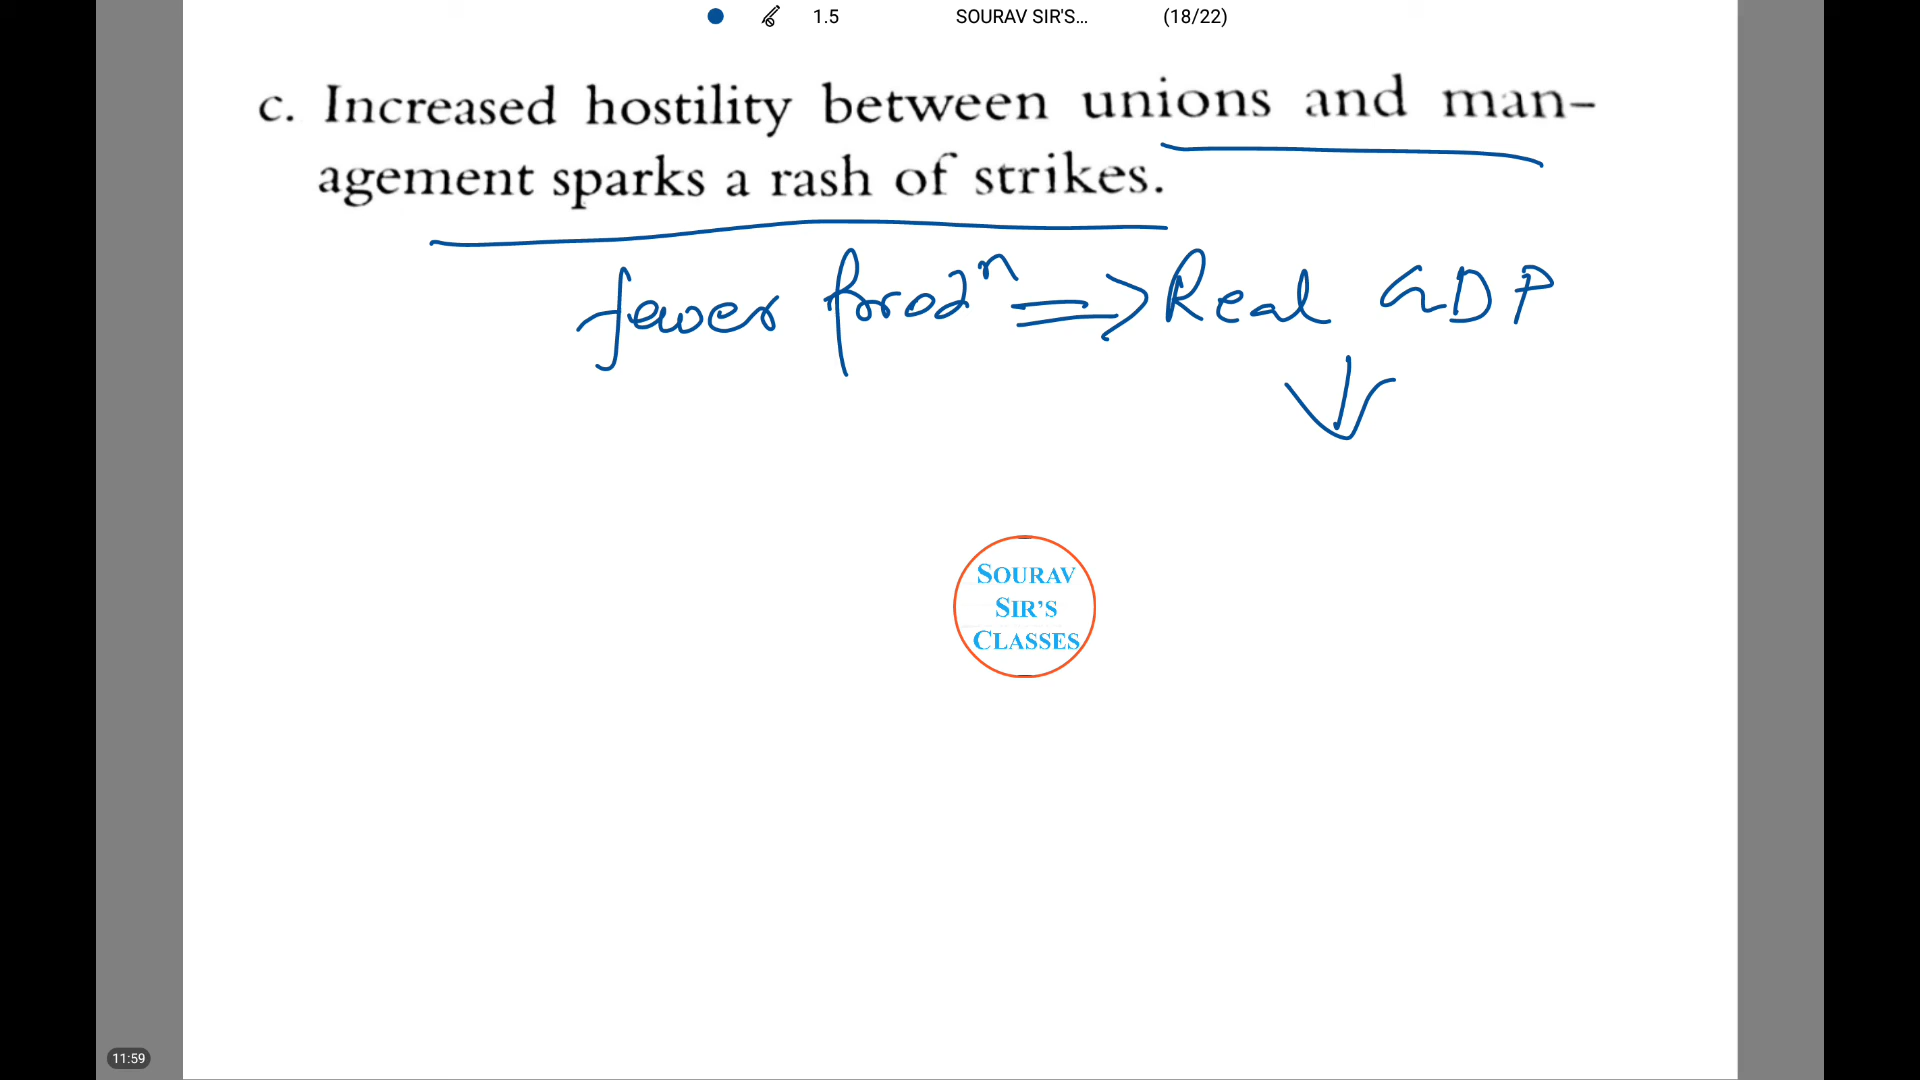 1.5 SOURAV SIR'S... (18/22)
c. Increased hostility between unions and man-
agement sparks a rash of strikes.
fewer prodⁿ ⇒ Real GDP
↓
SOURAV
SIR'S
CLASSES
11:59